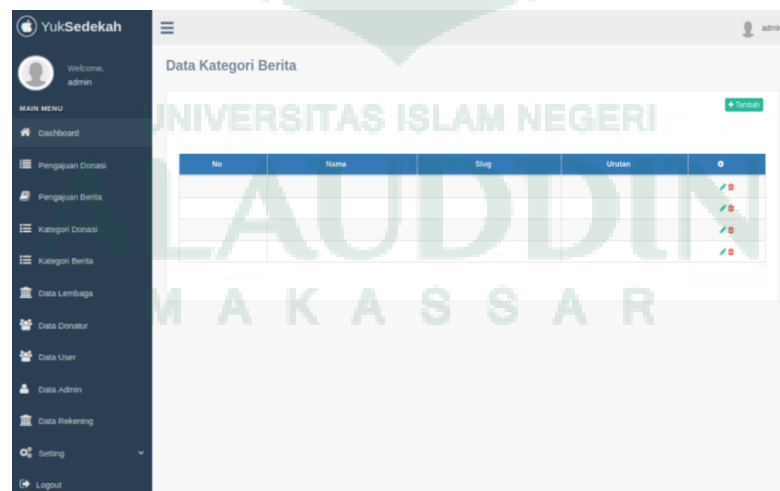 YukSedekah
admin
Welcome,
admin
Data Kategori Berita
MAIN MENU
+ Tambah
UNIVERSITAS ISLAM NEGERI
Dashboard
No Nama Slug Urutan
Pengajuan Donasi
Pengajuan Berita
ALAUDDIN
Kategori Donasi
Kategori Berita
Data Lembaga
MAKASSAR
Data Donatur
Data User
Data Admin
Data Rekening
Setting
Logout